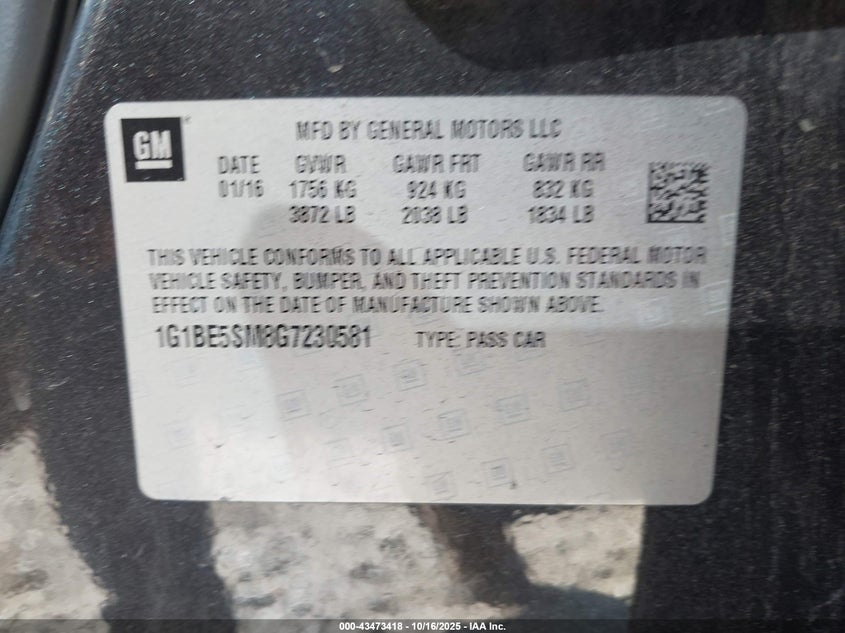 GM
MFD BY GENERAL MOTORS LLC
DATE GVWR GAWR FRT GAWR RR
01/16 1756 KG 924 KG 832 KG
3872 LB 2038 LB 1834 LB
THIS VEHICLE CONFORMS TO ALL APPLICABLE U.S. FEDERAL MOTOR
VEHICLE SAFETY, BUMPER, AND THEFT PREVENTION STANDARDS IN
EFFECT ON THE DATE OF MANUFACTURE SHOWN ABOVE.
1G1BE5SM8G7230581 TYPE: PASS CAR
000-43473418 - 10/16/2025 - IAA Inc.